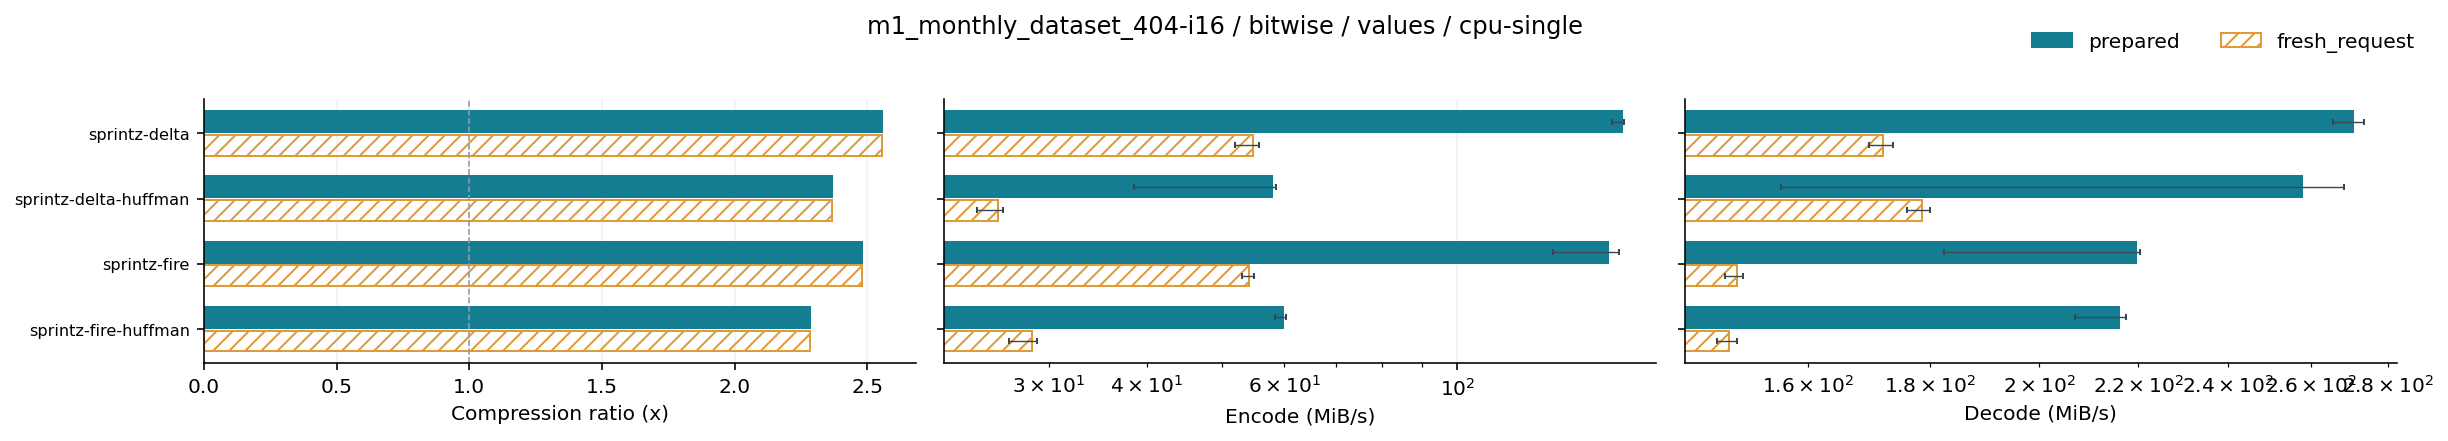 m1_monthly_dataset_404-i16 / bitwise / values / cpu-single
prepared
fresh_request
sprintz-delta
sprintz-delta-huffman
sprintz-fire
sprintz-fire-huffman
0.0 0.5 1.0 1.5 2.0 2.5
Compression ratio (x)
3 × 10¹ 4 × 10¹ 6 × 10¹ 10²
Encode (MiB/s)
1.6 × 10² 1.8 × 10² 2 × 10² 2.2 × 10² 2.4 × 10² 2.6 × 10² 2.8 × 10²
Decode (MiB/s)